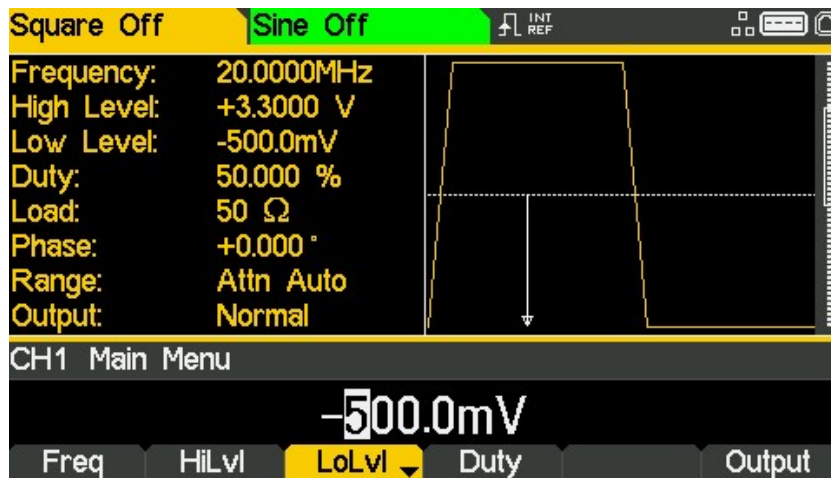 Square Off Sine Off INT REF
Frequency: 20.0000MHz
High Level: +3.3000 V
Low Level: -500.0mV
Duty: 50.000 %
Load: 50 Ω
Phase: +0.000 °
Range: Attn Auto
Output: Normal
CH1 Main Menu
-500.0mV
Freq HiLvl LoLvl Duty Output